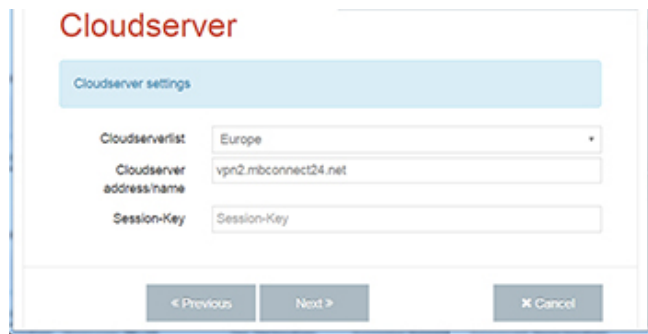 Cloudserver
Cloudserver settings
Cloudserverlist
Europe
Cloudserver
address/name
vpn2.mbconnect24.net
Session-Key
Session-Key
« Previous
Next »
✖ Cancel